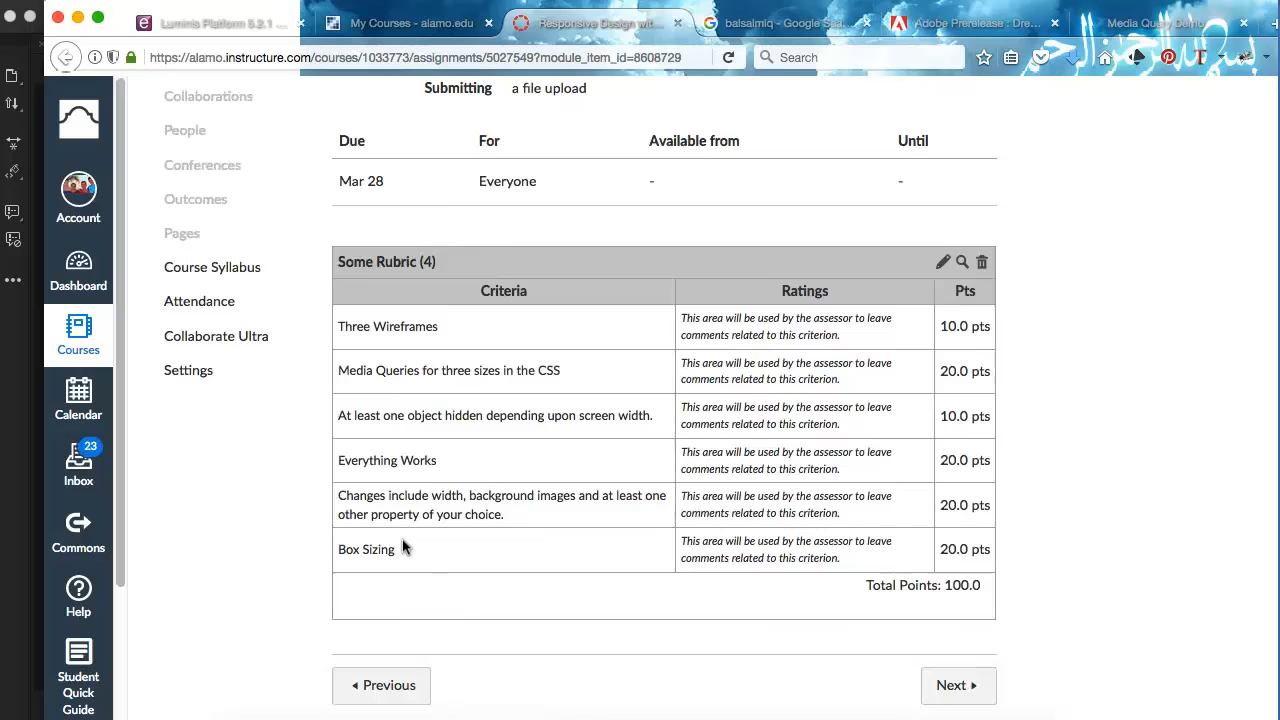 Luminis Platform 5.2.1
My Courses - alamo.edu
Responsive Design wit
balsalmiq - Google
Adobe Prerelease : Dre
Media Query Demo
https://alamo.instructure.com/courses/1033773/assignments/5027549?module_item_id=8608729
Search
Collaborations
People
Conferences
Outcomes
Pages
Course Syllabus
Attendance
Collaborate Ultra
Settings
Account
Dashboard
Courses
Calendar
23
Inbox
Commons
Help
Student
Quick
Guide
Submitting a file upload
Due For Available from Until
Mar 28 Everyone - -
Some Rubric (4)
Criteria Ratings Pts
Three Wireframes
This area will be used by the assessor to leave
comments related to this criterion.
10.0 pts
Media Queries for three sizes in the CSS
This area will be used by the assessor to leave
comments related to this criterion.
20.0 pts
At least one object hidden depending upon screen width.
This area will be used by the assessor to leave
comments related to this criterion.
10.0 pts
Everything Works
This area will be used by the assessor to leave
comments related to this criterion.
20.0 pts
Changes include width, background images and at least one
other property of your choice.
This area will be used by the assessor to leave
comments related to this criterion.
20.0 pts
Box Sizing
This area will be used by the assessor to leave
comments related to this criterion.
20.0 pts
Total Points: 100.0
Previous
Next